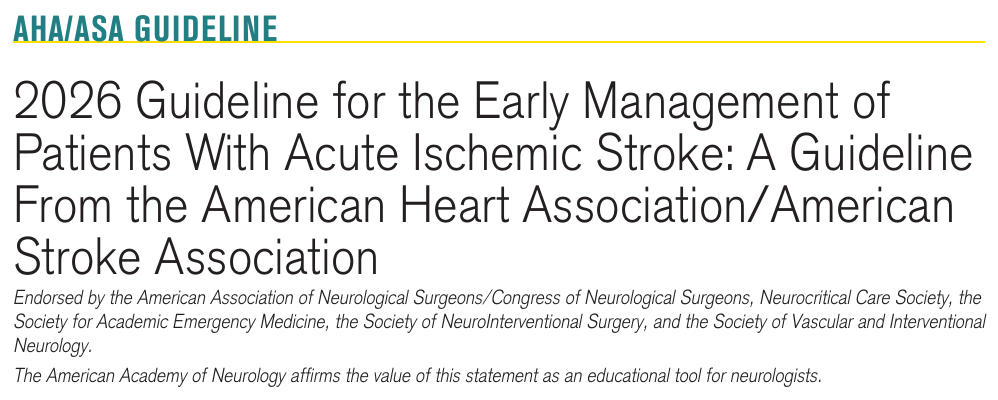 AHA/ASA GUIDELINE
2026 Guideline for the Early Management of
Patients With Acute Ischemic Stroke: A Guideline
From the American Heart Association/American
Stroke Association
Endorsed by the American Association of Neurological Surgeons/Congress of Neurological Surgeons, Neurocritical Care Society, the
Society for Academic Emergency Medicine, the Society of NeuroInterventional Surgery, and the Society of Vascular and Interventional
Neurology.
The American Academy of Neurology affirms the value of this statement as an educational tool for neurologists.